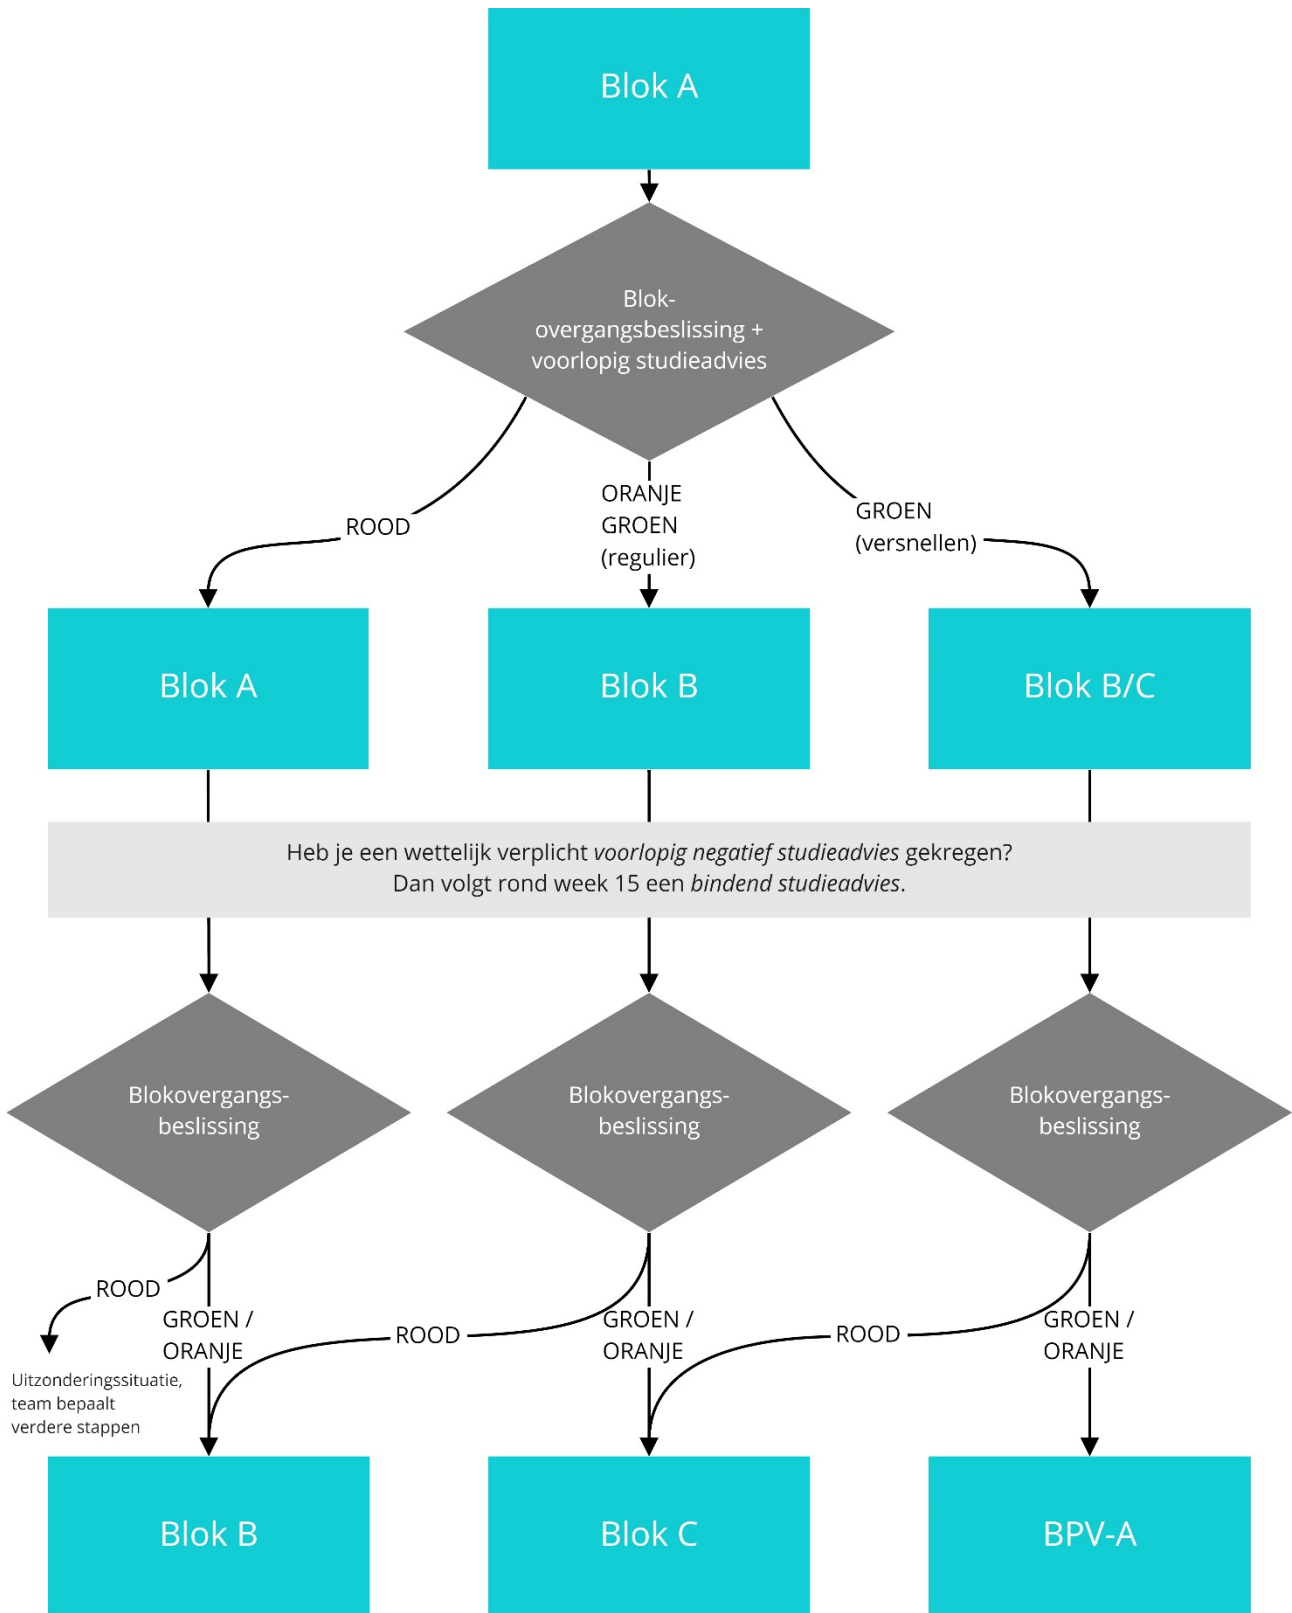 Blok A
Blok-
overgangsbeslissing +
voorlopig studieadvies
ROOD
ORANJE
GROEN
(regulier)
GROEN
(versnellen)
Blok A
Blok B
Blok B/C
Heb je een wettelijk verplicht voorlopig negatief studieadvies gekregen?
Dan volgt rond week 15 een bindend studieadvies.
Blokovergangs-
beslissing
Blokovergangs-
beslissing
Blokovergangs-
beslissing
ROOD
GROEN /
ORANJE
ROOD
GROEN /
ORANJE
ROOD
GROEN /
ORANJE
Uitzonderingssituatie,
team bepaalt
verdere stappen
Blok B
Blok C
BPV-A